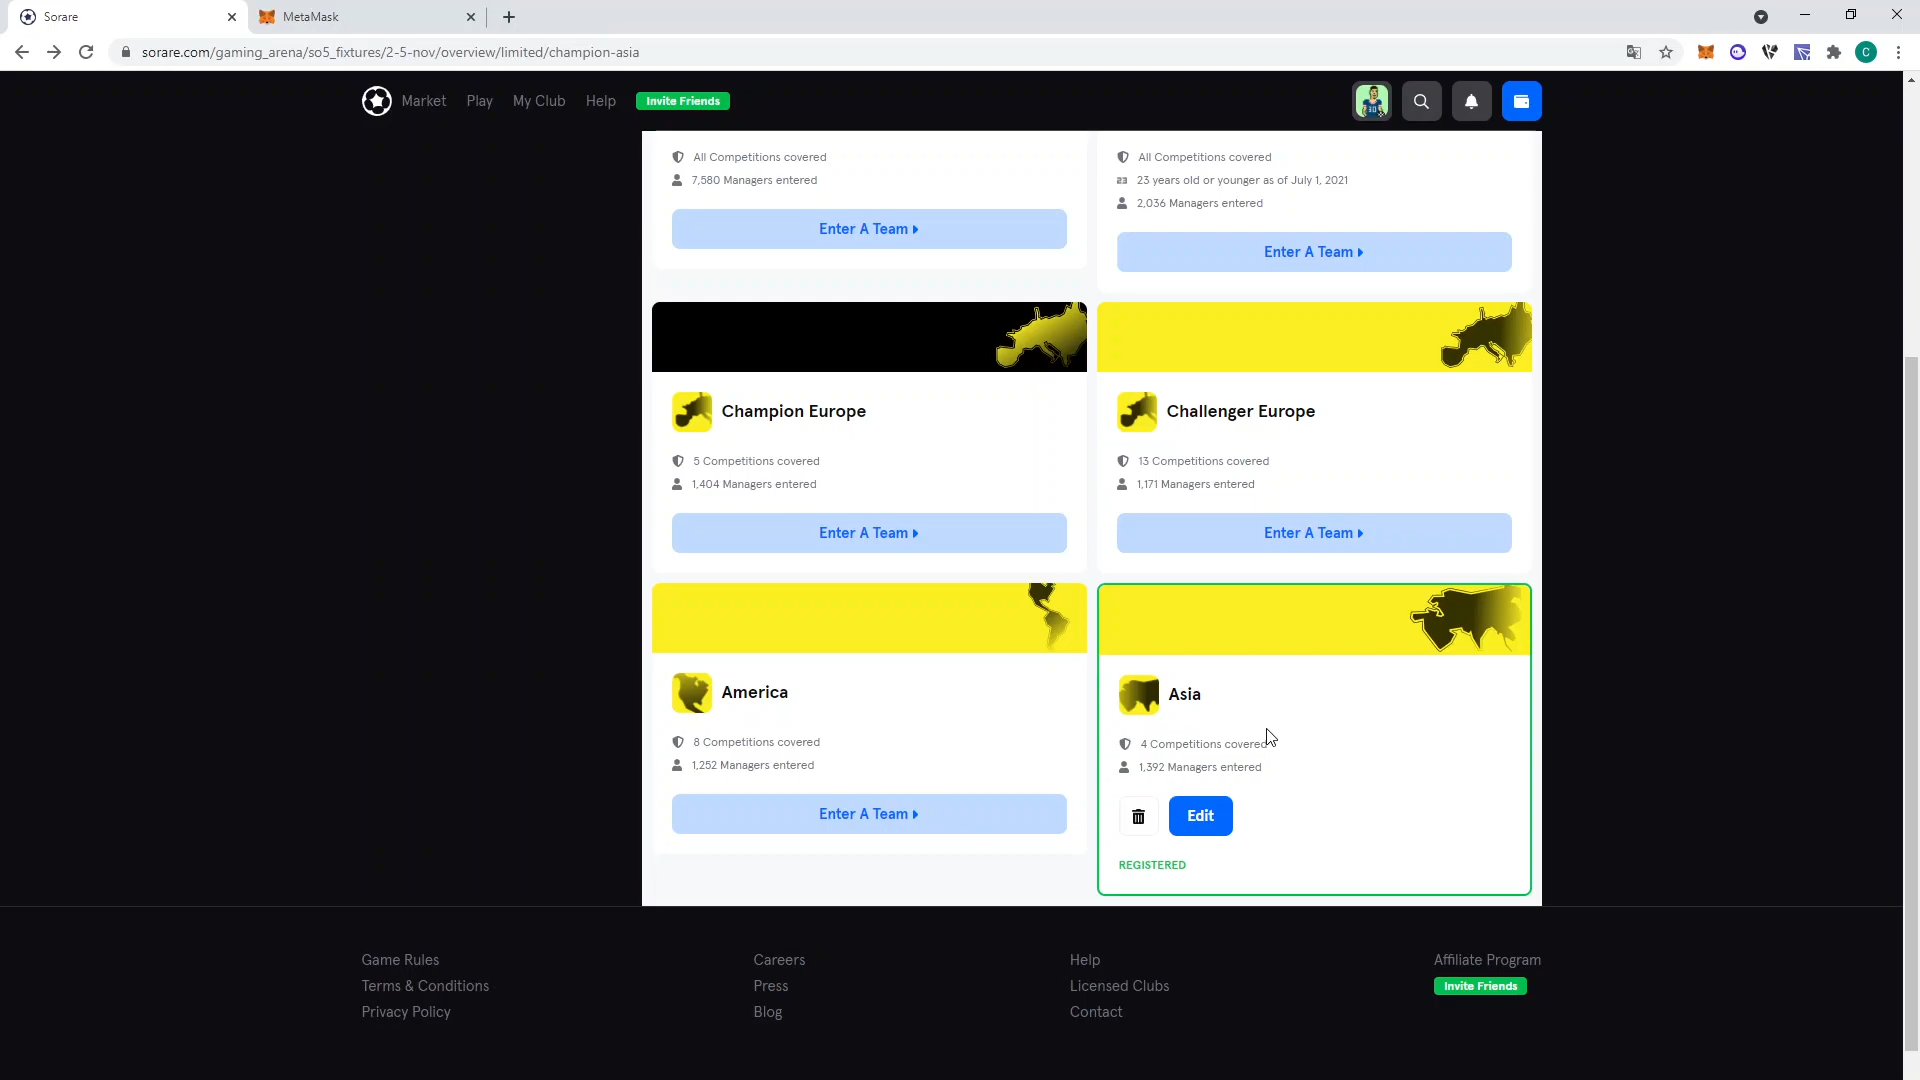 Sorare
MetaMask
sorare.com/gaming_arena/so5_fixtures/2-5-nov/overview/limited/champion-asia
C
Market
Play
My Club
Help
Invite Friends
All Competitions covered
7,580 Managers entered
Enter A Team
All Competitions covered
23 23 years old or younger as of July 1, 2021
2,036 Managers entered
Enter A Team
Champion Europe
5 Competitions covered
1,404 Managers entered
Enter A Team
Challenger Europe
13 Competitions covered
1,171 Managers entered
Enter A Team
America
8 Competitions covered
1,252 Managers entered
Enter A Team
Asia
4 Competitions covered
1,392 Managers entered
Edit
REGISTERED
Game Rules
Terms & Conditions
Privacy Policy
Careers
Press
Blog
Help
Licensed Clubs
Contact
Affiliate Program
Invite Friends